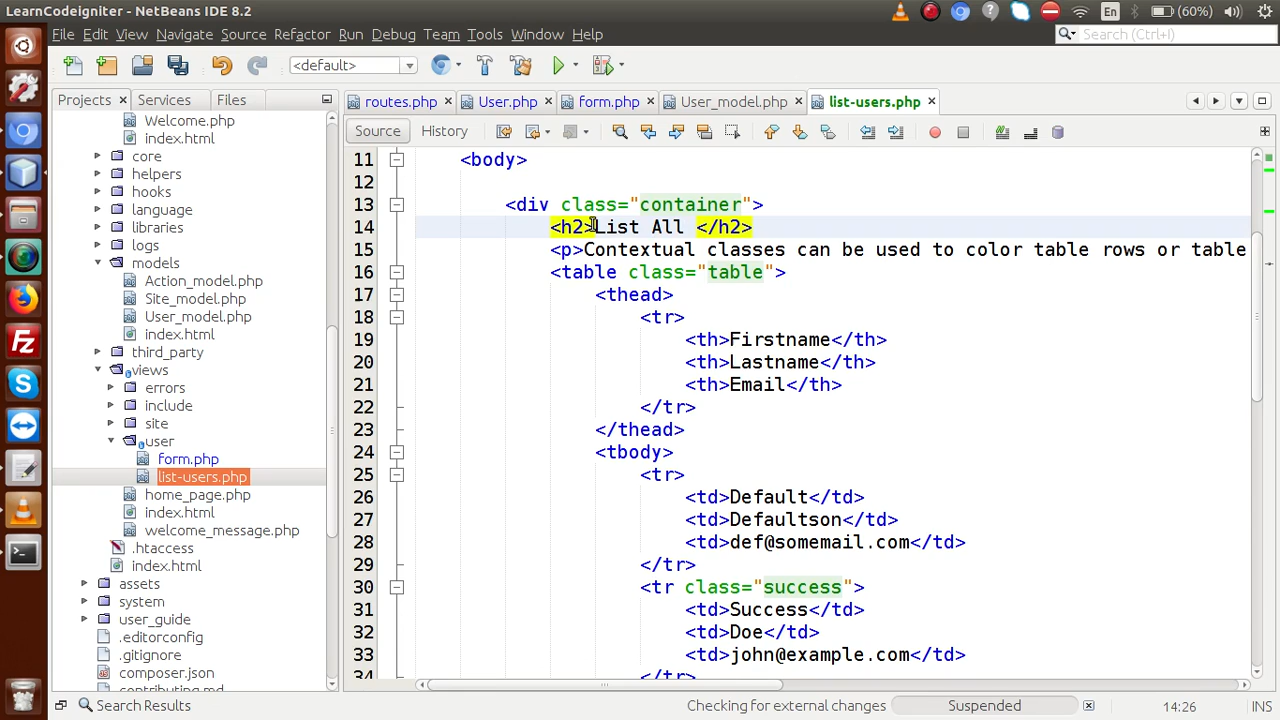 LearnCodeigniter - NetBeans IDE 8.2
En
(60%)
File Edit View Navigate Source Refactor Run Debug Team Tools Window Help
Search (Ctrl+I)
<default>
Projects Services Files
routes.php User.php form.php User_model.php list-users.php
Source History
Welcome.php
index.html
core
helpers
hooks
language
libraries
logs
models
Action_model.php
Site_model.php
User_model.php
index.html
third_party
views
errors
include
site
user
form.php
list-users.php
home_page.php
index.html
welcome_message.php
.htaccess
index.html
assets
system
user_guide
.editorconfig
.gitignore
composer.json
contributing.md
11 <body>
12
13 <div class="container">
14 <h2>List All </h2>
15 <p>Contextual classes can be used to color table rows or table
16 <table class="table">
17 <thead>
18 <tr>
19 <th>Firstname</th>
20 <th>Lastname</th>
21 <th>Email</th>
22 </tr>
23 </thead>
24 <tbody>
25 <tr>
26 <td>Default</td>
27 <td>Defaultson</td>
28 <td>def@somemail.com</td>
29 </tr>
30 <tr class="success">
31 <td>Success</td>
32 <td>Doe</td>
33 <td>john@example.com</td>
34 </tr>
Search Results
Checking for external changes
Suspended
14:26
INS